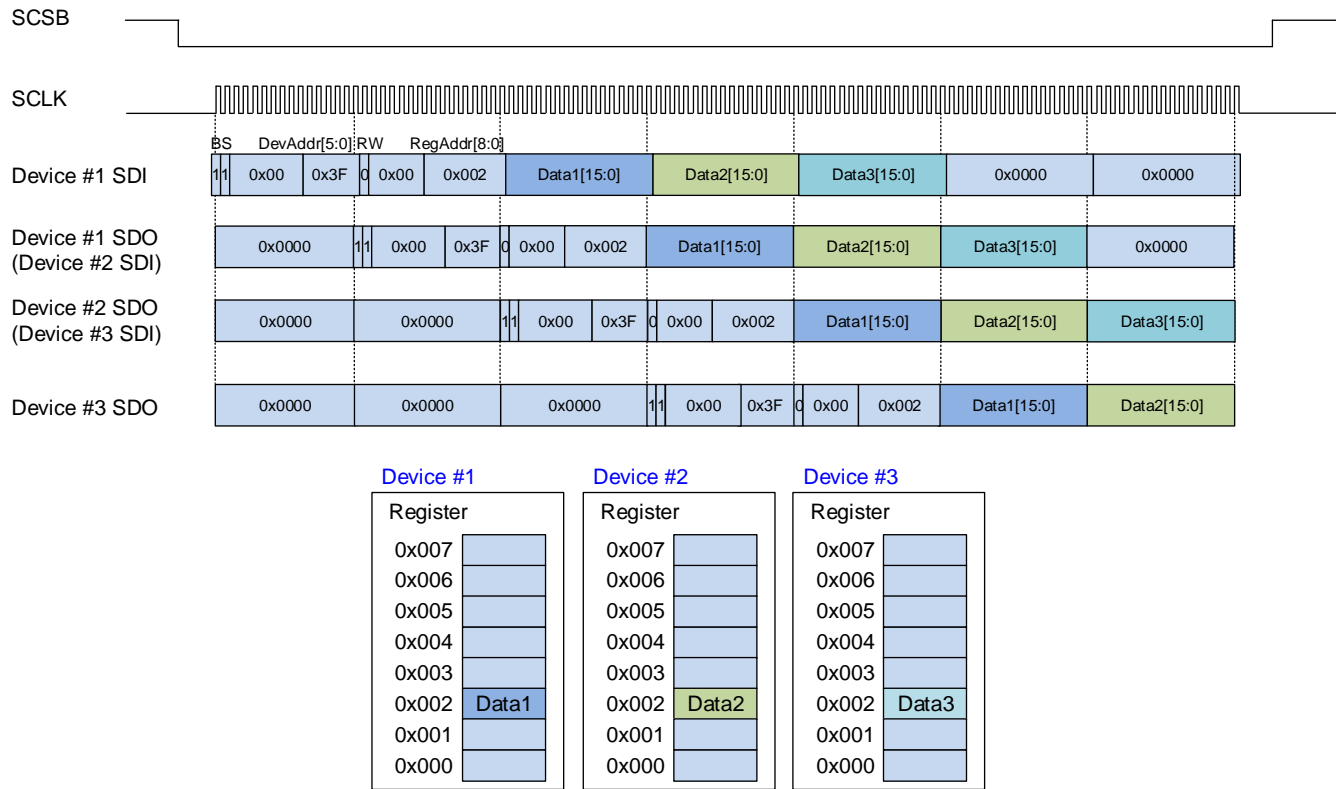 SCSB
SCLK
BS DevAddr[5:0] RW RegAddr[8:0]
Device #1 SDI 1 1 0x00 0x3F 0 0x00 0x002 Data1[15:0] Data2[15:0] Data3[15:0] 0x0000 0x0000
Device #1 SDO
(Device #2 SDI)
0x0000 1 1 0x00 0x3F 0 0x00 0x002 Data1[15:0] Data2[15:0] Data3[15:0] 0x0000
Device #2 SDO
(Device #3 SDI)
0x0000 0x0000 1 1 0x00 0x3F 0 0x00 0x002 Data1[15:0] Data2[15:0] Data3[15:0]
Device #3 SDO 0x0000 0x0000 0x0000 1 1 0x00 0x3F 0 0x00 0x002 Data1[15:0] Data2[15:0]
Device #1
Register
0x007
0x006
0x005
0x004
0x003
0x002 Data1
0x001
0x000
Device #2
Register
0x007
0x006
0x005
0x004
0x003
0x002 Data2
0x001
0x000
Device #3
Register
0x007
0x006
0x005
0x004
0x003
0x002 Data3
0x001
0x000